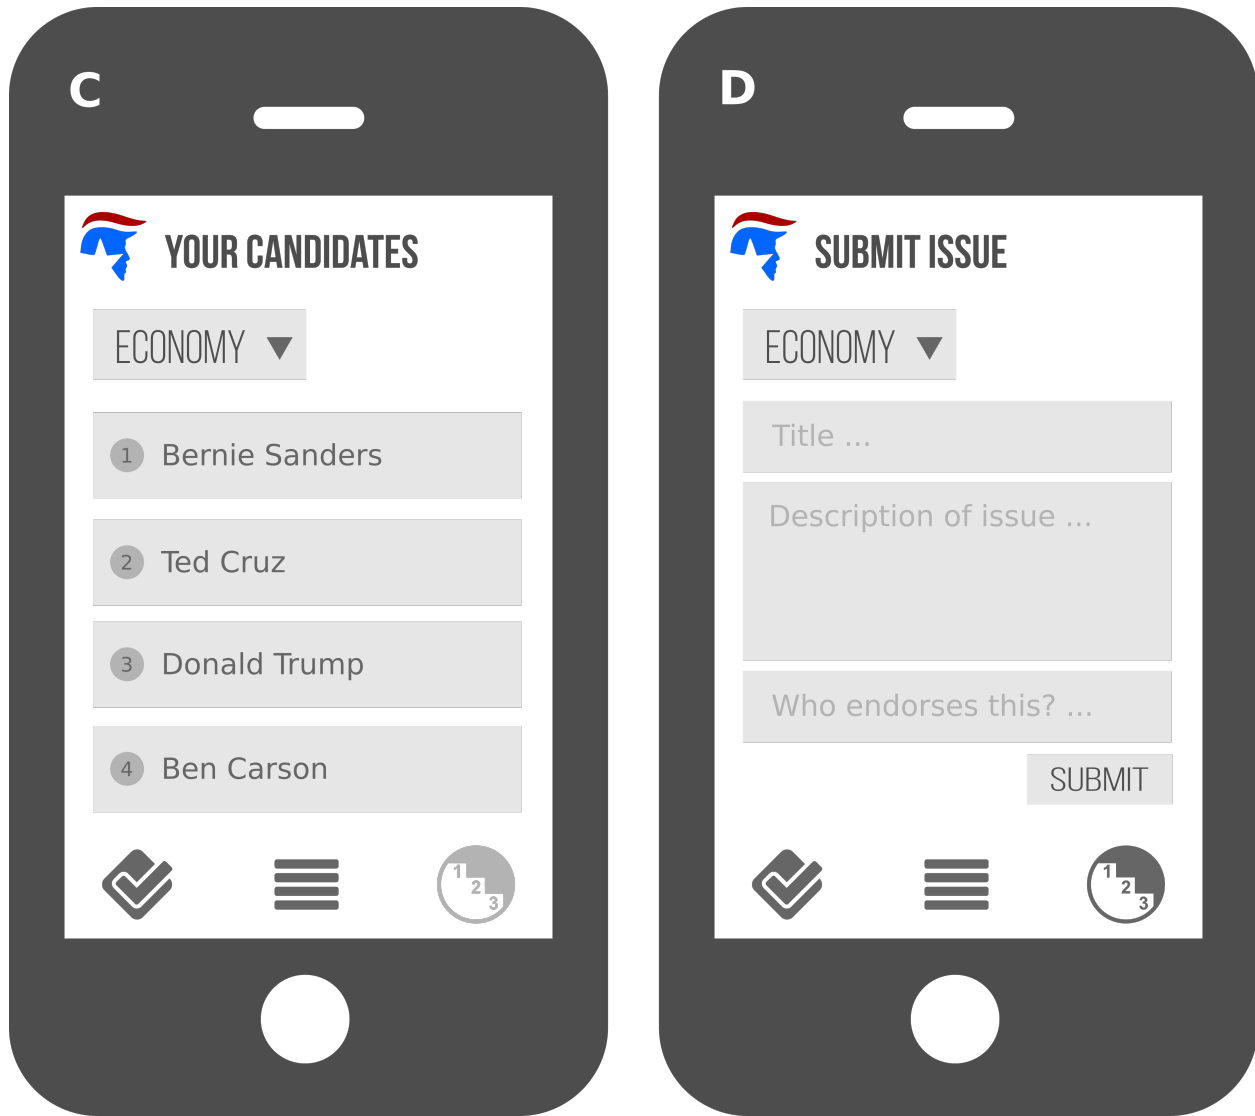 C
YOUR CANDIDATES
ECONOMY
1 Bernie Sanders
2 Ted Cruz
3 Donald Trump
4 Ben Carson
1
2
3
D
SUBMIT ISSUE
ECONOMY
Title ...
Description of issue ...
Who endorses this? ...
SUBMIT
1
2
3